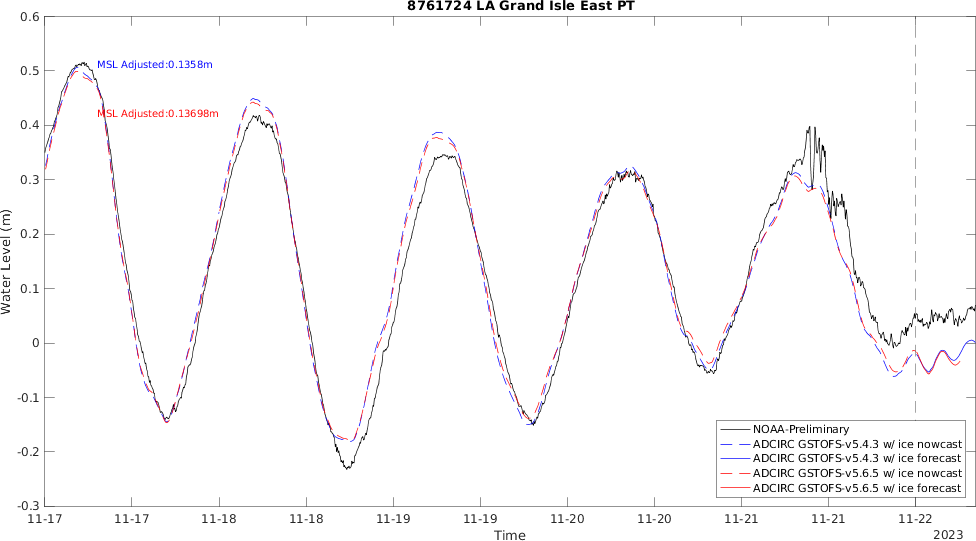 8761724 LA Grand Isle East PT
0.6
0.5
0.4
0.3
0.2
0.1
0
-0.1
-0.2
-0.3
Water Level (m)
MSL Adjusted:0.1358m
MSL Adjusted:0.13698m
NOAA-Preliminary
ADCIRC GSTOFS-v5.4.3 w/ ice nowcast
ADCIRC GSTOFS-v5.4.3 w/ ice forecast
ADCIRC GSTOFS-v5.6.5 w/ ice nowcast
ADCIRC GSTOFS-v5.6.5 w/ ice forecast
11-17 11-17 11-18 11-18 11-19 11-19 11-20 11-20 11-21 11-21 11-22
Time
2023